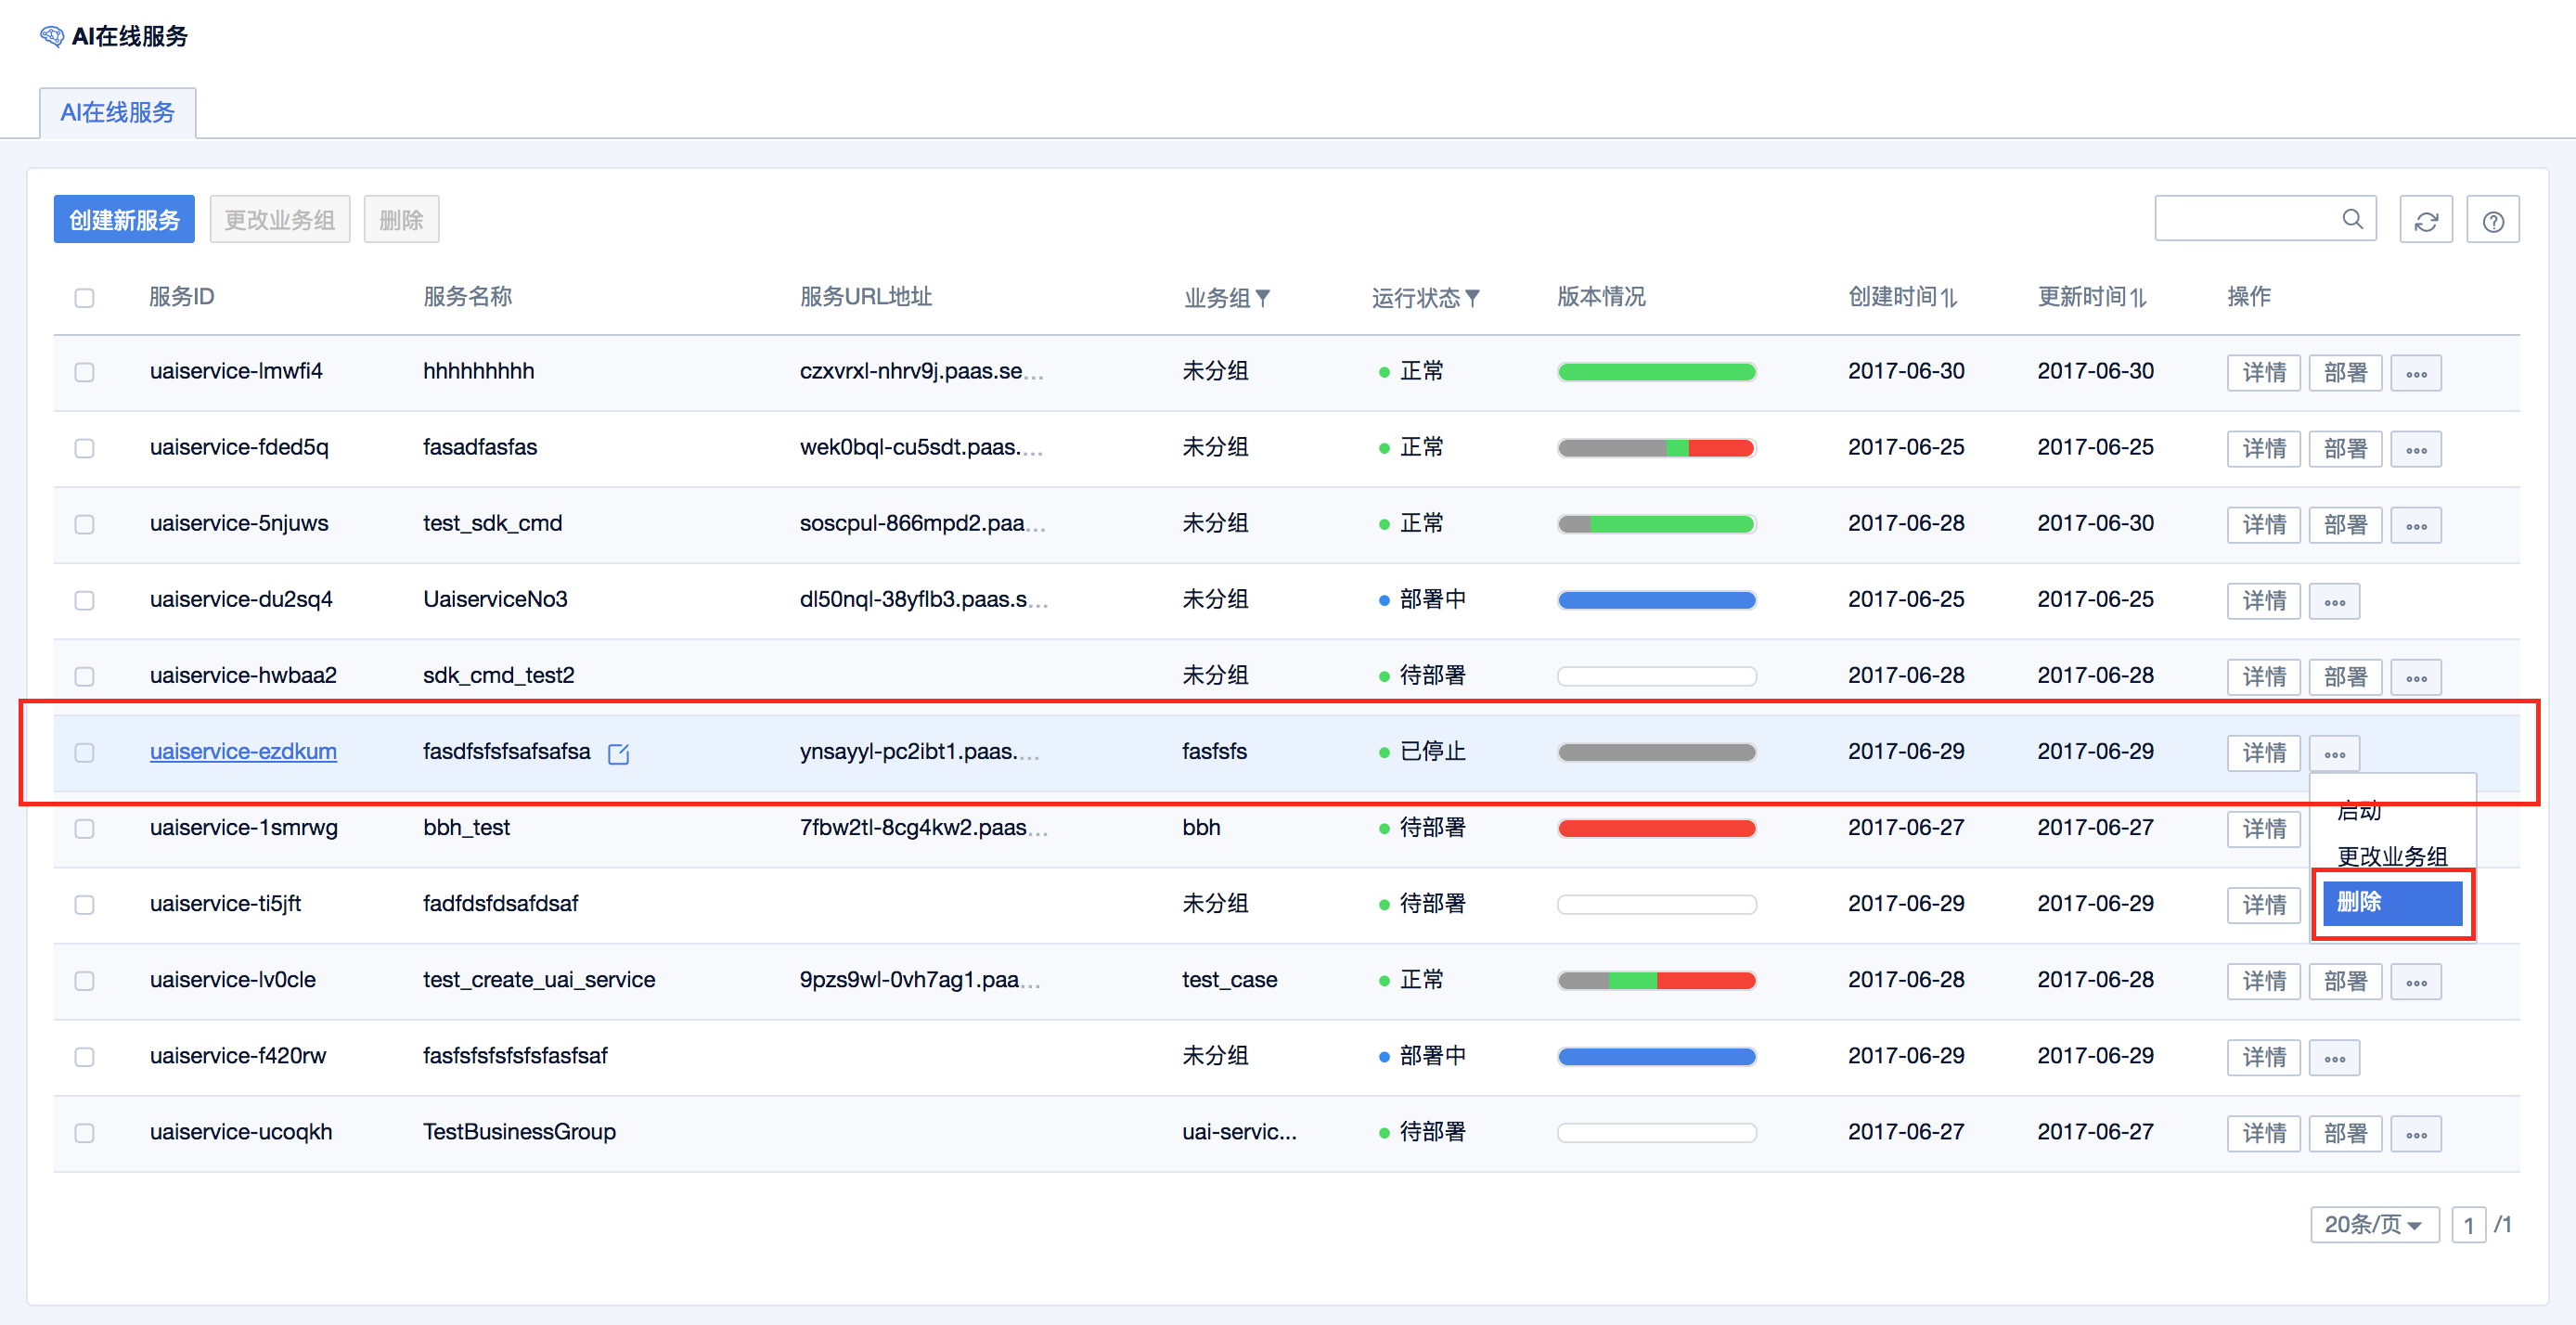 AI在线服务
AI在线服务
创建新服务 更改业务组 删除
服务ID 服务名称 服务URL地址 业务组 运行状态 版本情况 创建时间 更新时间 操作
uaiservice-lmwfi4 hhhhhhhhh czxvrxl-nhrv9j.paas.se... 未分组 正常 2017-06-30 2017-06-30 详情 部署
uaiservice-fded5q fasadfasfas wek0bql-cu5sdt.paas.... 未分组 正常 2017-06-25 2017-06-25 详情 部署
uaiservice-5njuws test_sdk_cmd soscpul-866mpd2.paa... 未分组 正常 2017-06-28 2017-06-30 详情 部署
uaiservice-du2sq4 UaiserviceNo3 dl50nql-38yflb3.paas.s... 未分组 部署中 2017-06-25 2017-06-25 详情
uaiservice-hwbaa2 sdk_cmd_test2 未分组 待部署 2017-06-28 2017-06-28 详情 部署
uaiservice-ezdkum fasdfsfsfsafsafsa ynsayyl-pc2ibt1.paas.... fasfsfs 已停止 2017-06-29 2017-06-29 详情
启动
uaiservice-1smrwg bbh_test 7fbw2tl-8cg4kw2.paas... bbh 待部署 2017-06-27 2017-06-27 详情
更改业务组
删除
uaiservice-ti5jft fadfdsfdsafdsaf 未分组 待部署 2017-06-29 2017-06-29 详情
uaiservice-lv0cle test_create_uai_service 9pzs9wl-0vh7ag1.paa... test_case 正常 2017-06-28 2017-06-28 详情 部署
uaiservice-f420rw fasfsfsfsfsfsfasfsaf 未分组 部署中 2017-06-29 2017-06-29 详情
uaiservice-ucoqkh TestBusinessGroup uai-servic... 待部署 2017-06-27 2017-06-27 详情 部署
20条/页 1 /1